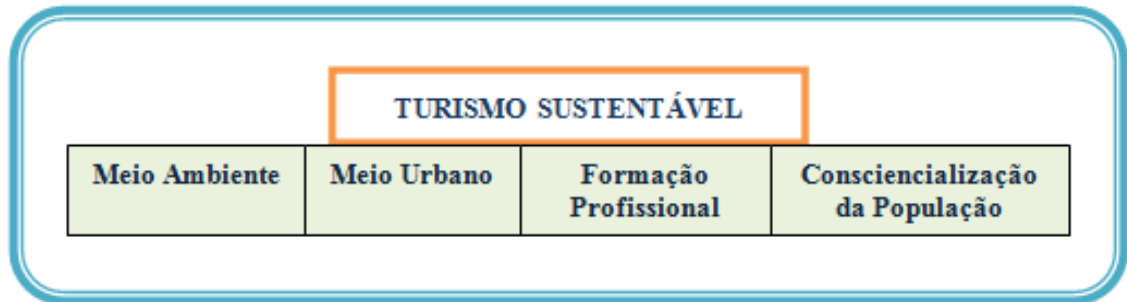 TURISMO SUSTENTÁVEL
Meio Ambiente
Meio Urbano
Formação
Profissional
Consciencialização
da População